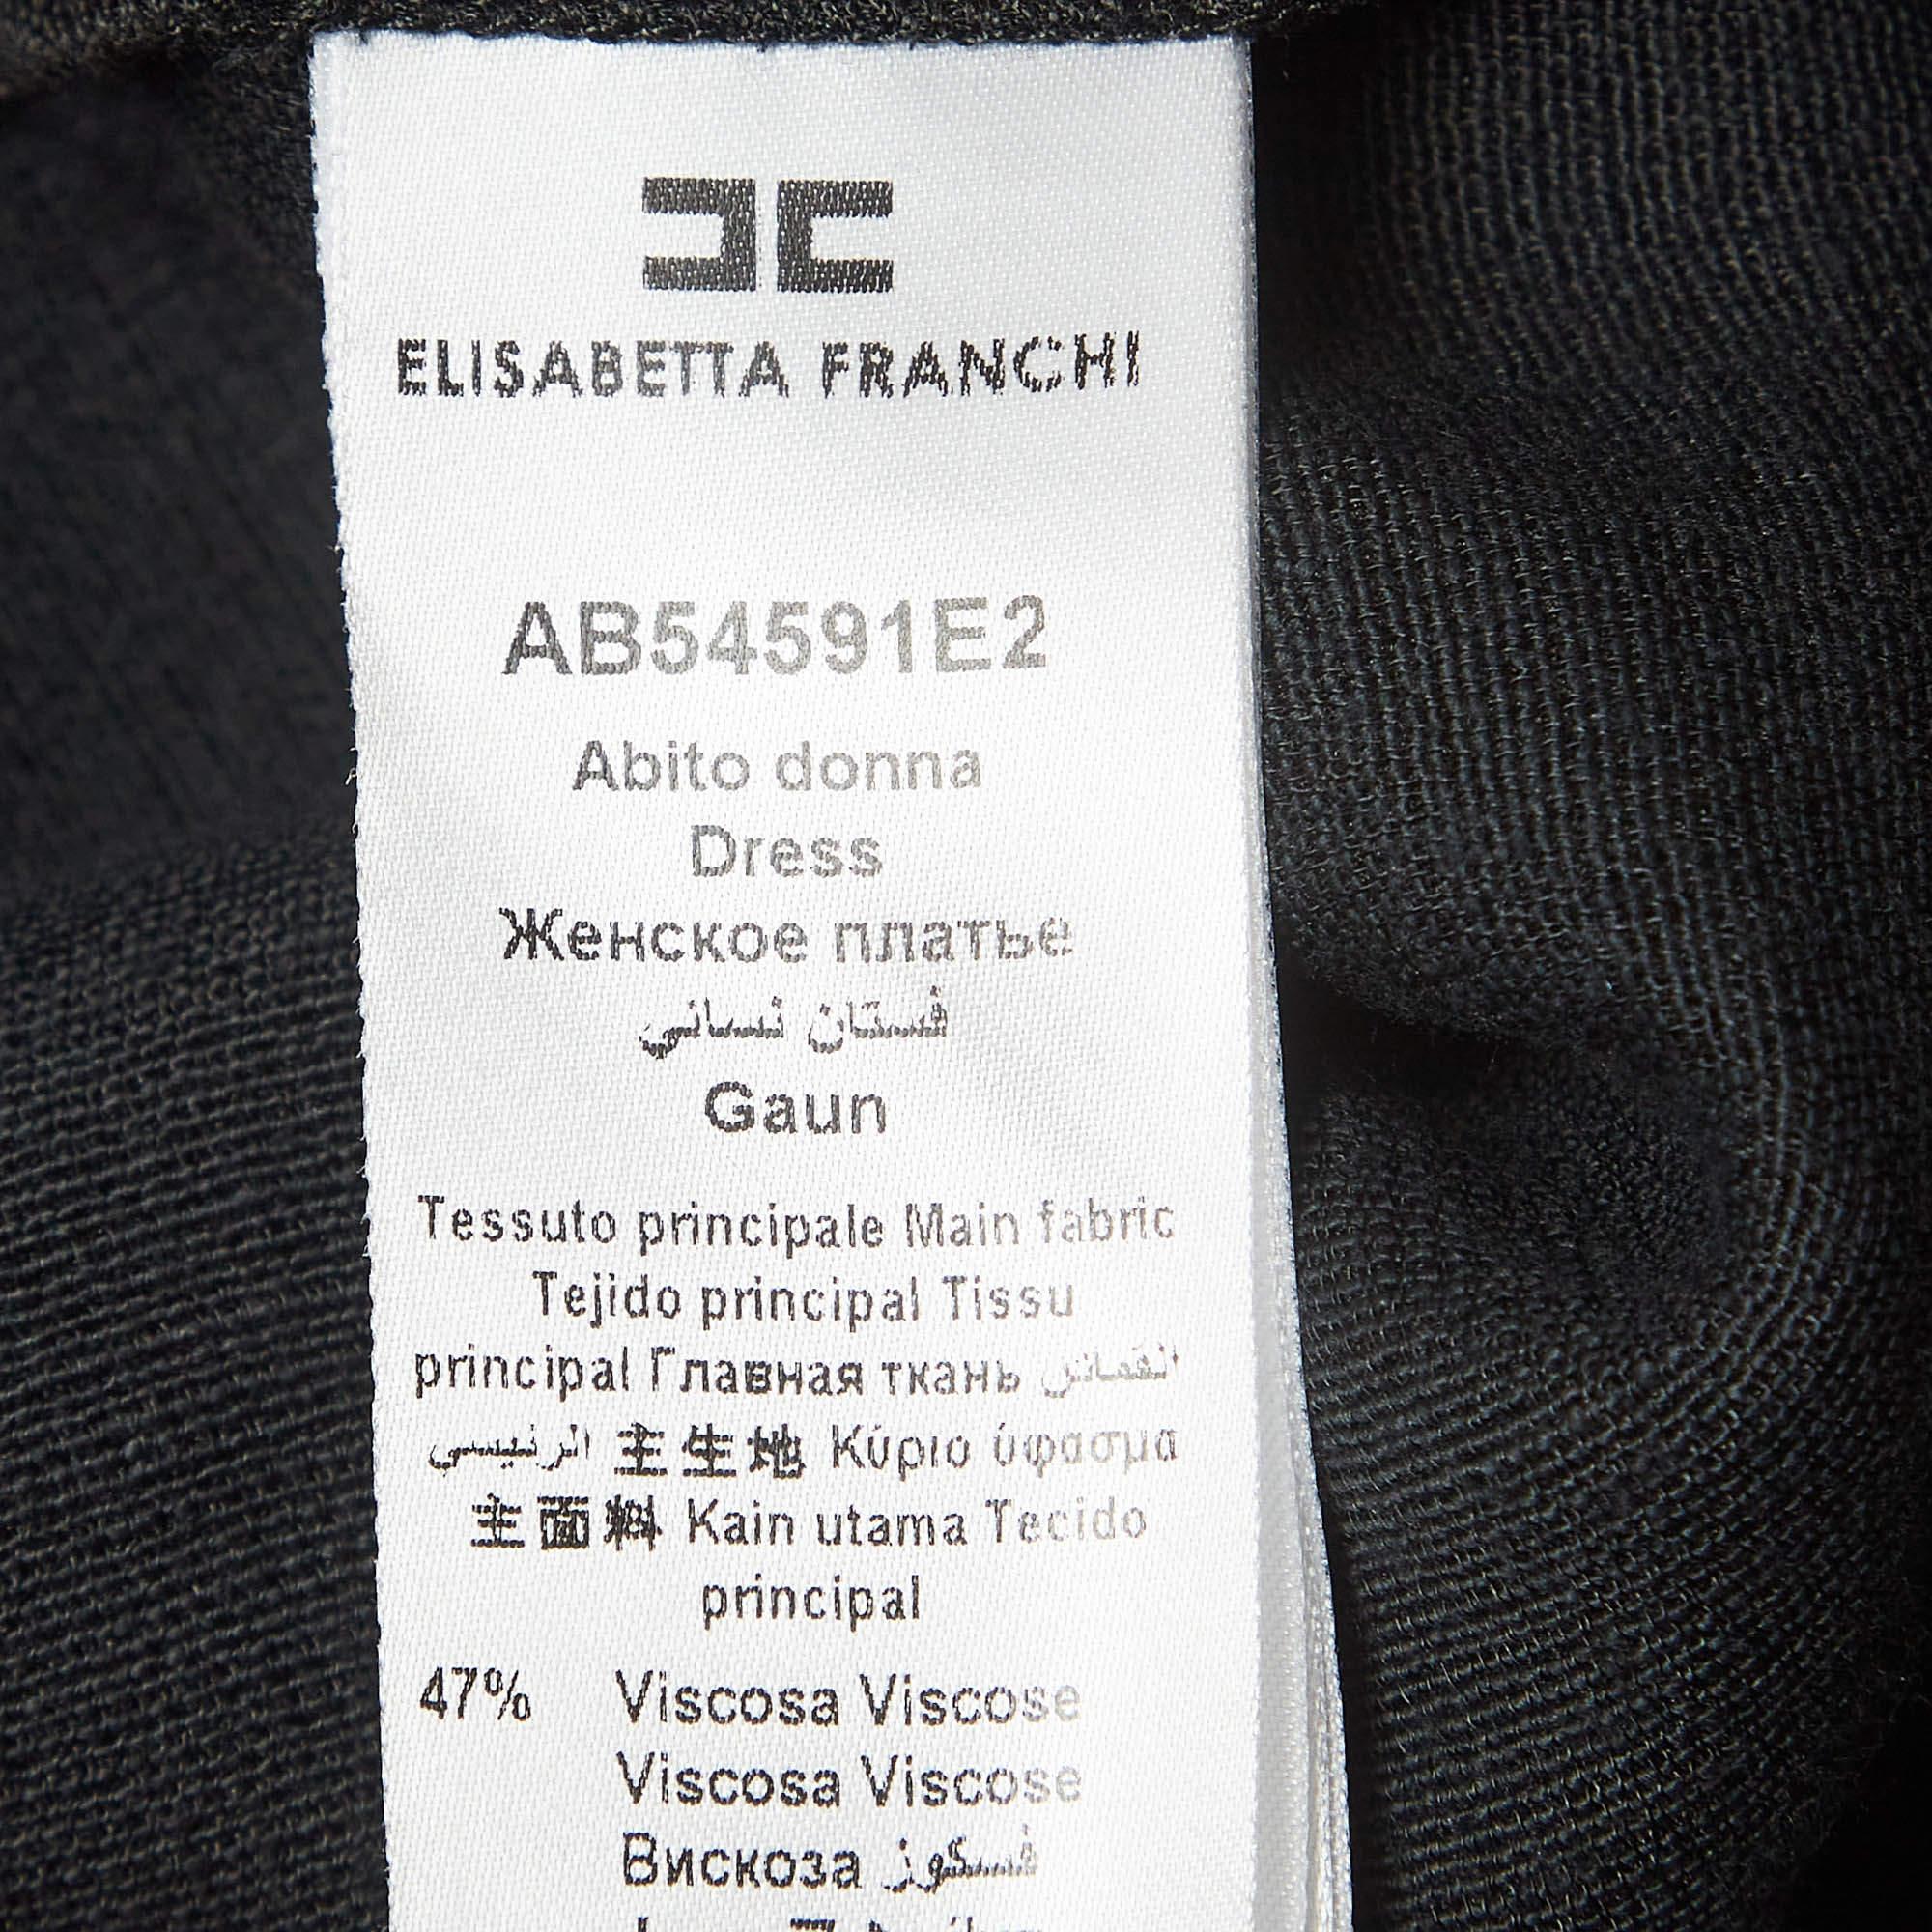 ELISABETTA FRANCHI
AB54591E2
Abito donna
Dress
Женское платье
فستان نسائي
Gaun
Tessuto principale Main fabric
Tejido principal Tissu
principal Главная ткань القماش
الرئيسي 主生地 Κύριο ύφασμα
主面料 Kain utama Tecido
principal
47% Viscosa Viscose
Viscosa Viscose
Вискоза فسكوز